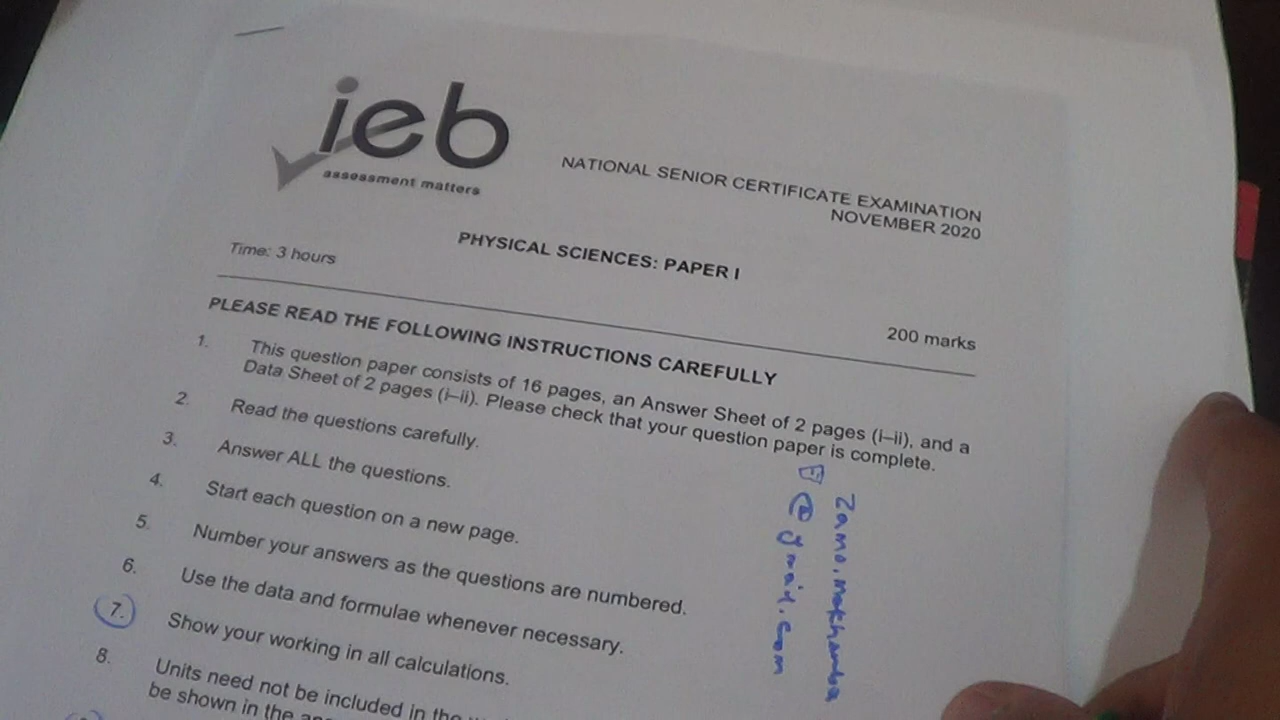 ieb
assessment matters
NATIONAL SENIOR CERTIFICATE EXAMINATION
NOVEMBER 2020
PHYSICAL SCIENCES: PAPER I
Time: 3 hours
200 marks
PLEASE READ THE FOLLOWING INSTRUCTIONS CAREFULLY
1. This question paper consists of 16 pages, an Answer Sheet of 2 pages (i–ii), and a
Data Sheet of 2 pages (i–ii). Please check that your question paper is complete.
2. Read the questions carefully.
3. Answer ALL the questions.
4. Start each question on a new page.
5. Number your answers as the questions are numbered.
6. Use the data and formulae whenever necessary.
7. Show your working in all calculations.
8. Units need not be included in the
be shown in the
@gmail.com